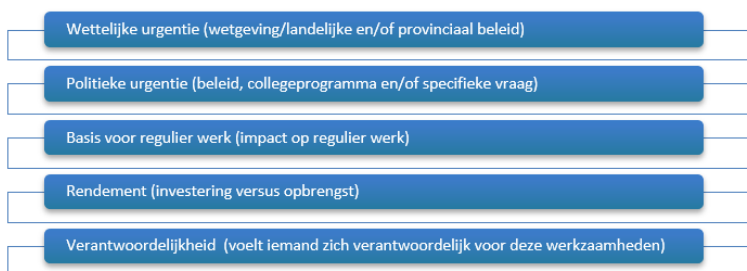 Wettelijke urgentie (wetgeving/landelijke en/of provinciaal beleid)
Politieke urgentie (beleid, collegeprogramma en/of specifieke vraag)
Basis voor regulier werk (impact op regulier werk)
Rendement (investering versus opbrengst)
Verantwoordelijkheid (voelt iemand zich verantwoordelijk voor deze werkzaamheden)